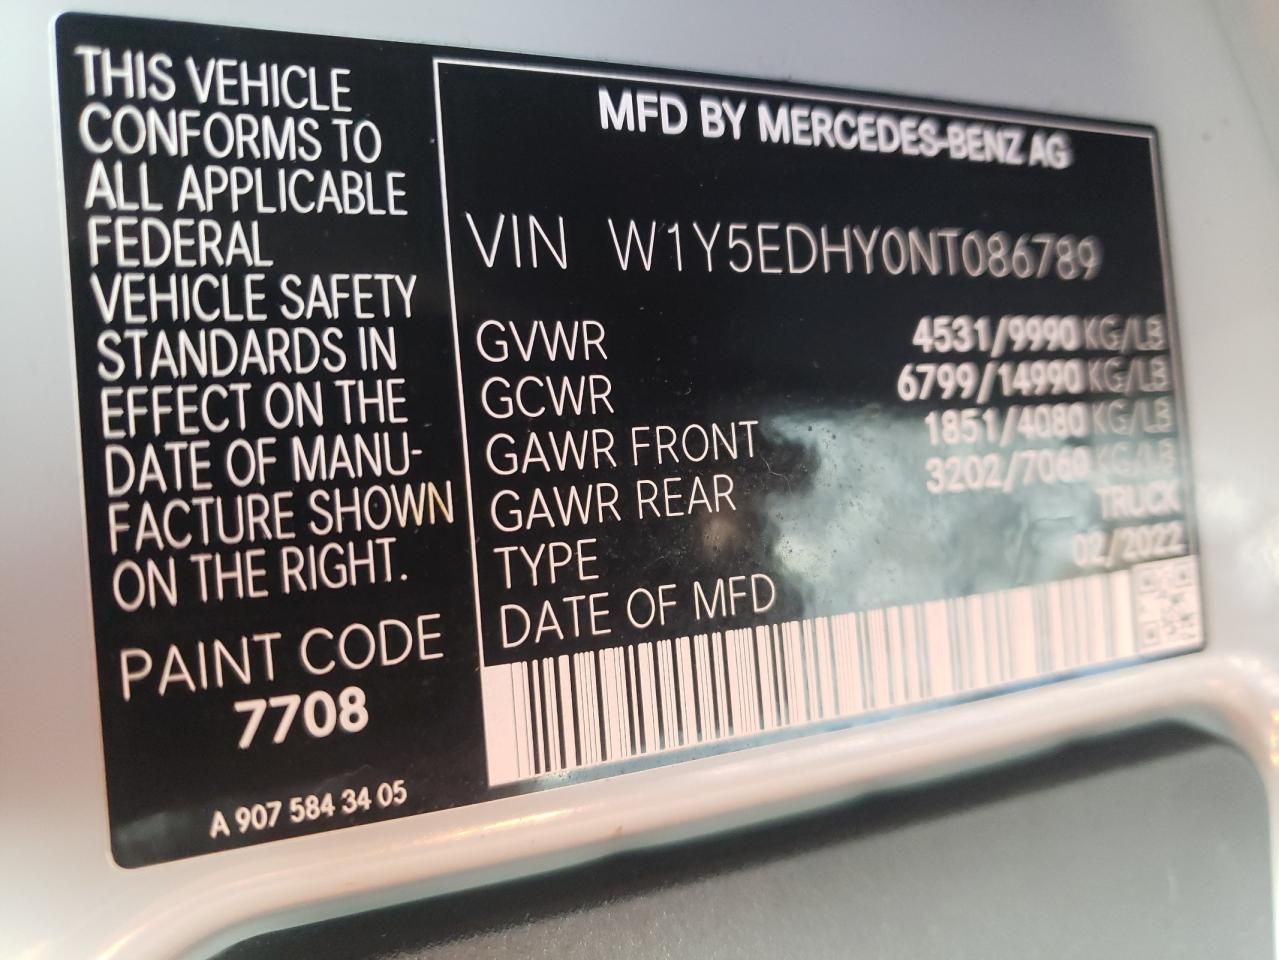 THIS VEHICLE
CONFORMS TO
ALL APPLICABLE
FEDERAL
VEHICLE SAFETY
STANDARDS IN
EFFECT ON THE
DATE OF MANU-
FACTURE SHOWN
ON THE RIGHT.
PAINT CODE
7708
A 907 584 34 05
MFD BY MERCEDES-BENZ AG
VIN W1Y5EDHY0NT086789
GVWR 4531/9990 KG/LB
GCWR 6799/14990 KG/LB
GAWR FRONT 1851/4080 KG/LB
GAWR REAR 3202/7060 KG/LB
TYPE TRUCK
DATE OF MFD 02/2022